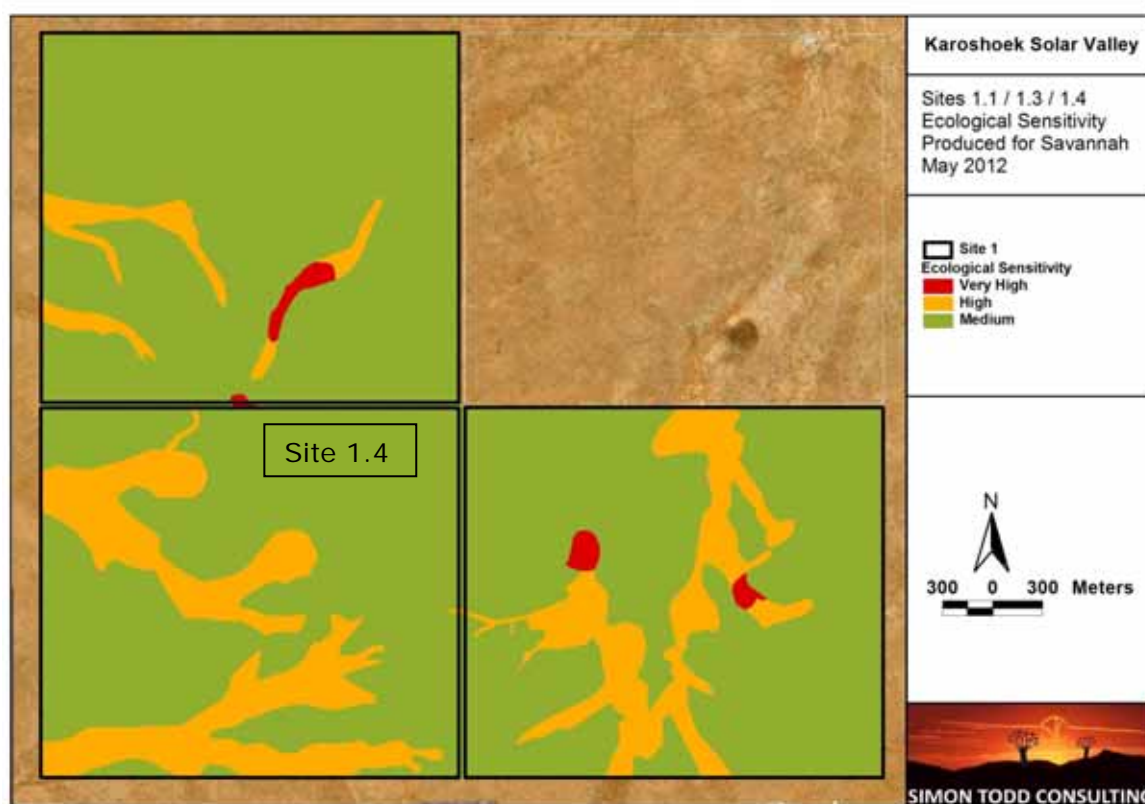 Karoshoek Solar Valley
Sites 1.1 / 1.3 / 1.4
Ecological Sensitivity
Produced for Savannah
May 2012
Site 1
Ecological Sensitivity
Very High
High
Medium
Site 1.4
N
300 0 300 Meters
SIMON TODD CONSULTING